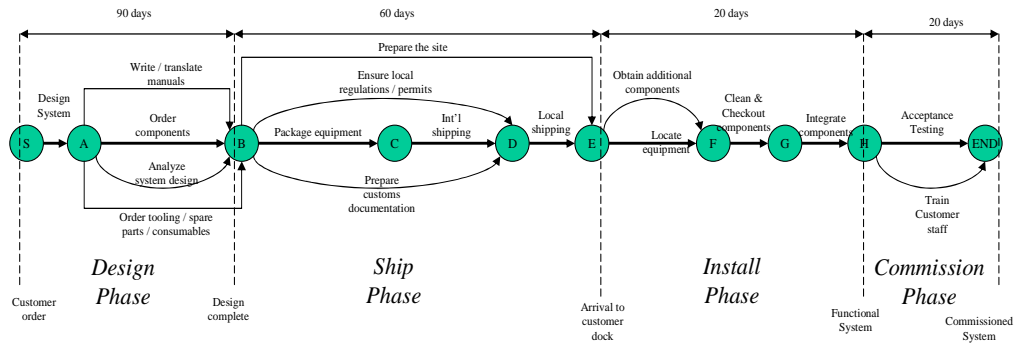 90 days
60 days
20 days
20 days
Write / translate
manuals
Prepare the site
Ensure local
regulations / permits
Obtain additional
components
Design
System
Order
components
Package equipment
Int'l
shipping
Local
shipping
Clean &
Checkout
components
Integrate
components
Acceptance
Testing
S
A
B
C
D
E
F
G
H
END
Locate
equipment
Analyze
system design
Prepare
customs
documentation
Train
Customer
staff
Order tooling / spare
parts / consumables
Design
Phase
Ship
Phase
Install
Phase
Commission
Phase
Customer
order
Design
complete
Arrival to
customer
dock
Functional
System
Commissioned
System